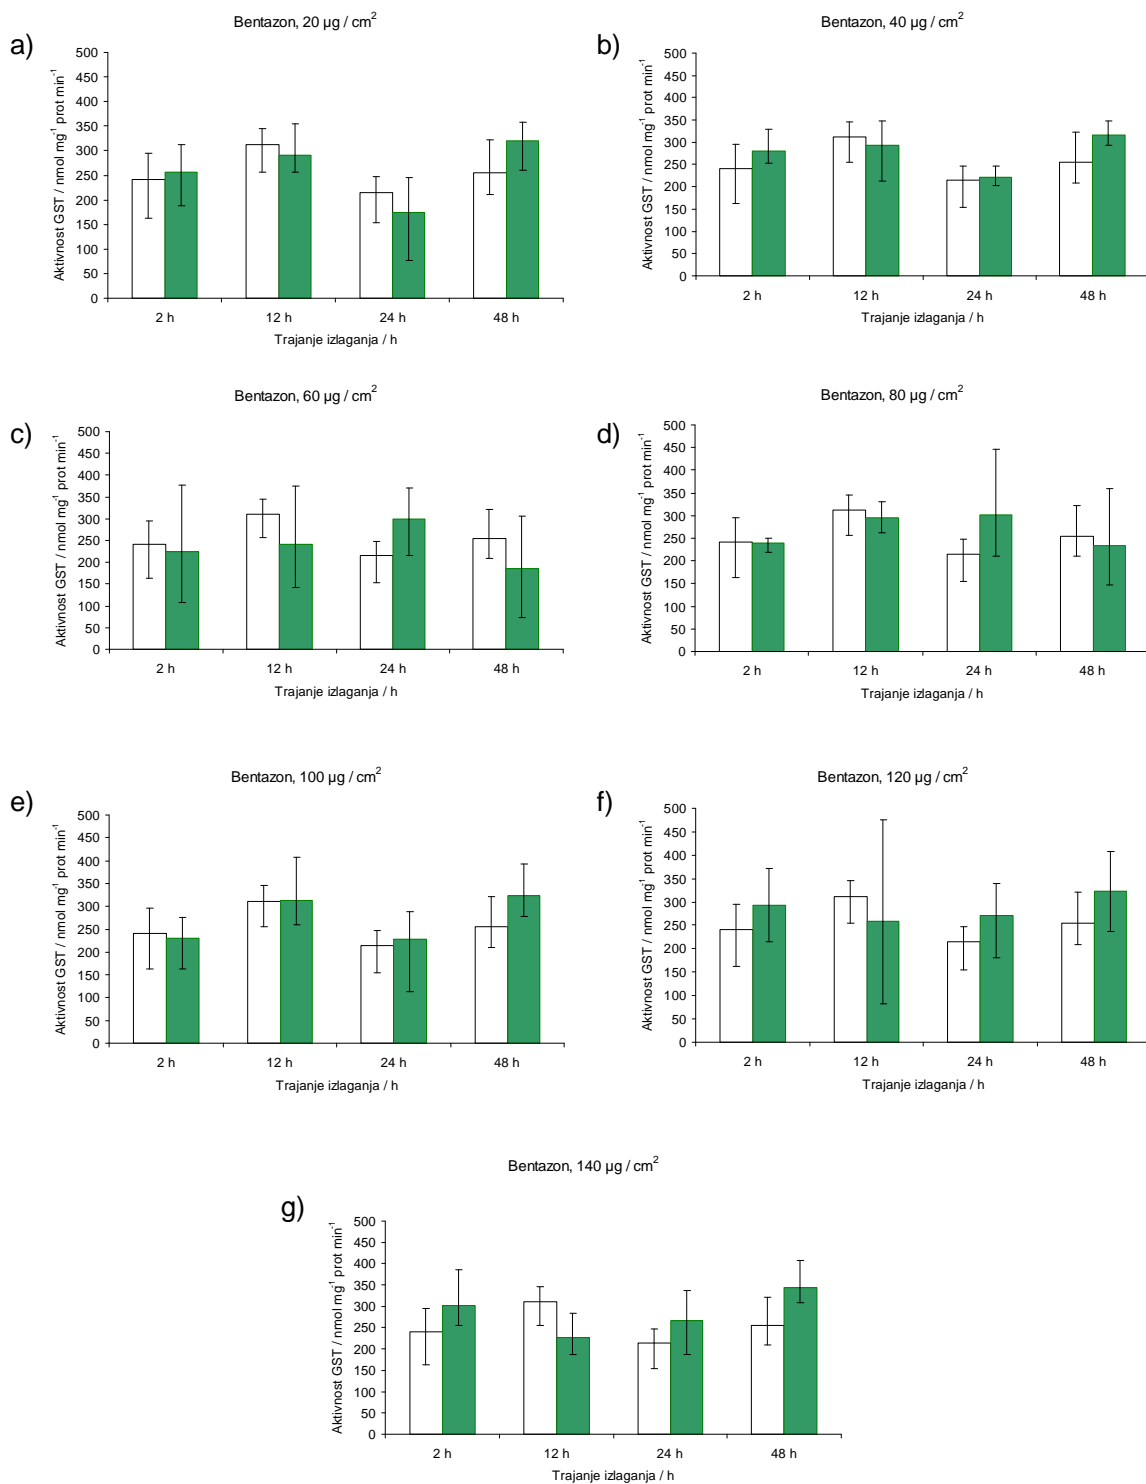 Bentazon, 20 µg / cm²
a)
Aktivnost GST / nmol mg⁻¹ prot min⁻¹
500
450
400
350
300
250
200
150
100
50
0
2 h 12 h 24 h 48 h
Trajanje izlaganja / h
Bentazon, 40 µg / cm²
b)
Aktivnost GST / nmol mg⁻¹ prot min⁻¹
500
450
400
350
300
250
200
150
100
50
0
2 h 12 h 24 h 48 h
Trajanje izlaganja / h
Bentazon, 60 µg / cm²
c)
Aktivnost GST / nmol mg⁻¹ prot min⁻¹
500
450
400
350
300
250
200
150
100
50
0
2 h 12 h 24 h 48 h
Trajanje izlaganja / h
Bentazon, 80 µg / cm²
d)
Aktivnost GST / nmol mg⁻¹ prot min⁻¹
500
450
400
350
300
250
200
150
100
50
0
2 h 12 h 24 h 48 h
Trajanje izlaganja / h
Bentazon, 100 µg / cm²
e)
Aktivnost GST / nmol mg⁻¹ prot min⁻¹
500
450
400
350
300
250
200
150
100
50
0
2 h 12 h 24 h 48 h
Trajanje izlaganja / h
Bentazon, 120 µg / cm²
f)
Aktivnost GST / nmol mg⁻¹ prot min⁻¹
500
450
400
350
300
250
200
150
100
50
0
2 h 12 h 24 h 48 h
Trajanje izlaganja / h
Bentazon, 140 µg / cm²
g)
Aktivnost GST / nmol mg⁻¹ prot min⁻¹
500
450
400
350
300
250
200
150
100
50
0
2 h 12 h 24 h 48 h
Trajanje izlaganja / h